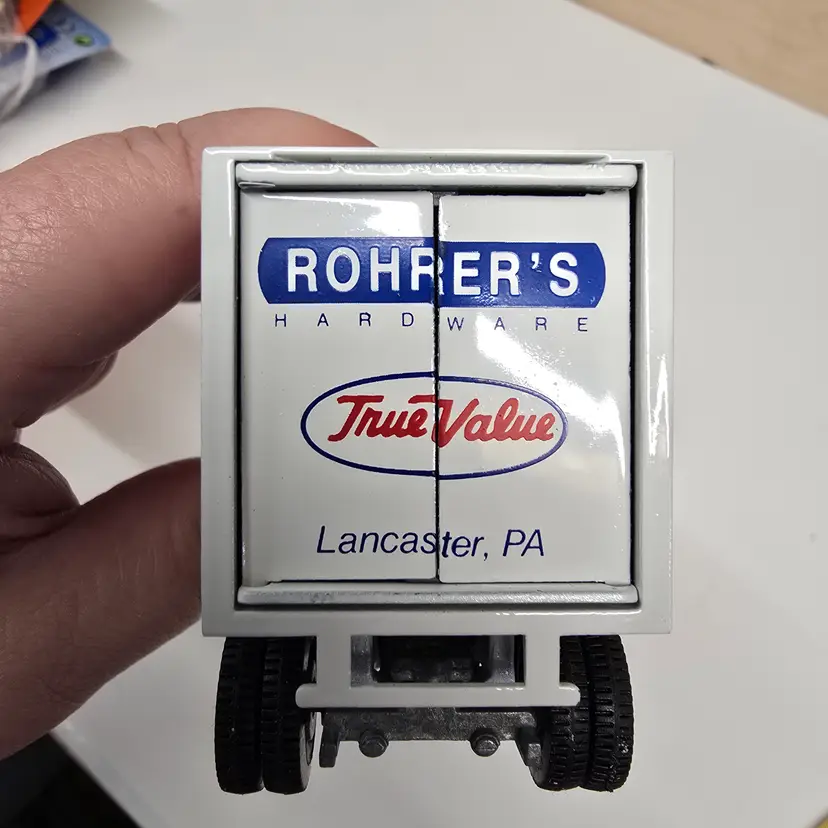 ROHRER'S
HARDWARE
True Value
Lancaster, PA